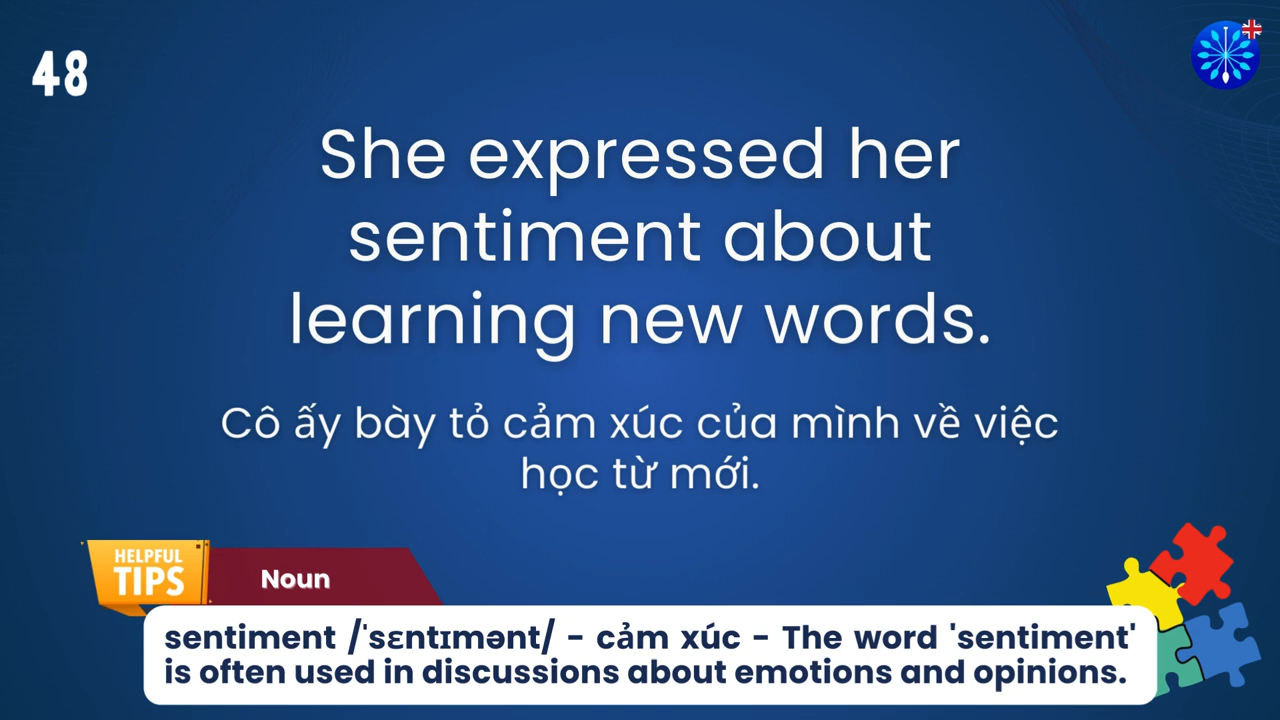 48
She expressed her
sentiment about
learning new words.
Cô ấy bày tỏ cảm xúc của mình về việc
học từ mới.
HELPFUL
TIPS
Noun
sentiment /ˈsɛntɪmənt/ - cảm xúc - The word 'sentiment'
is often used in discussions about emotions and opinions.